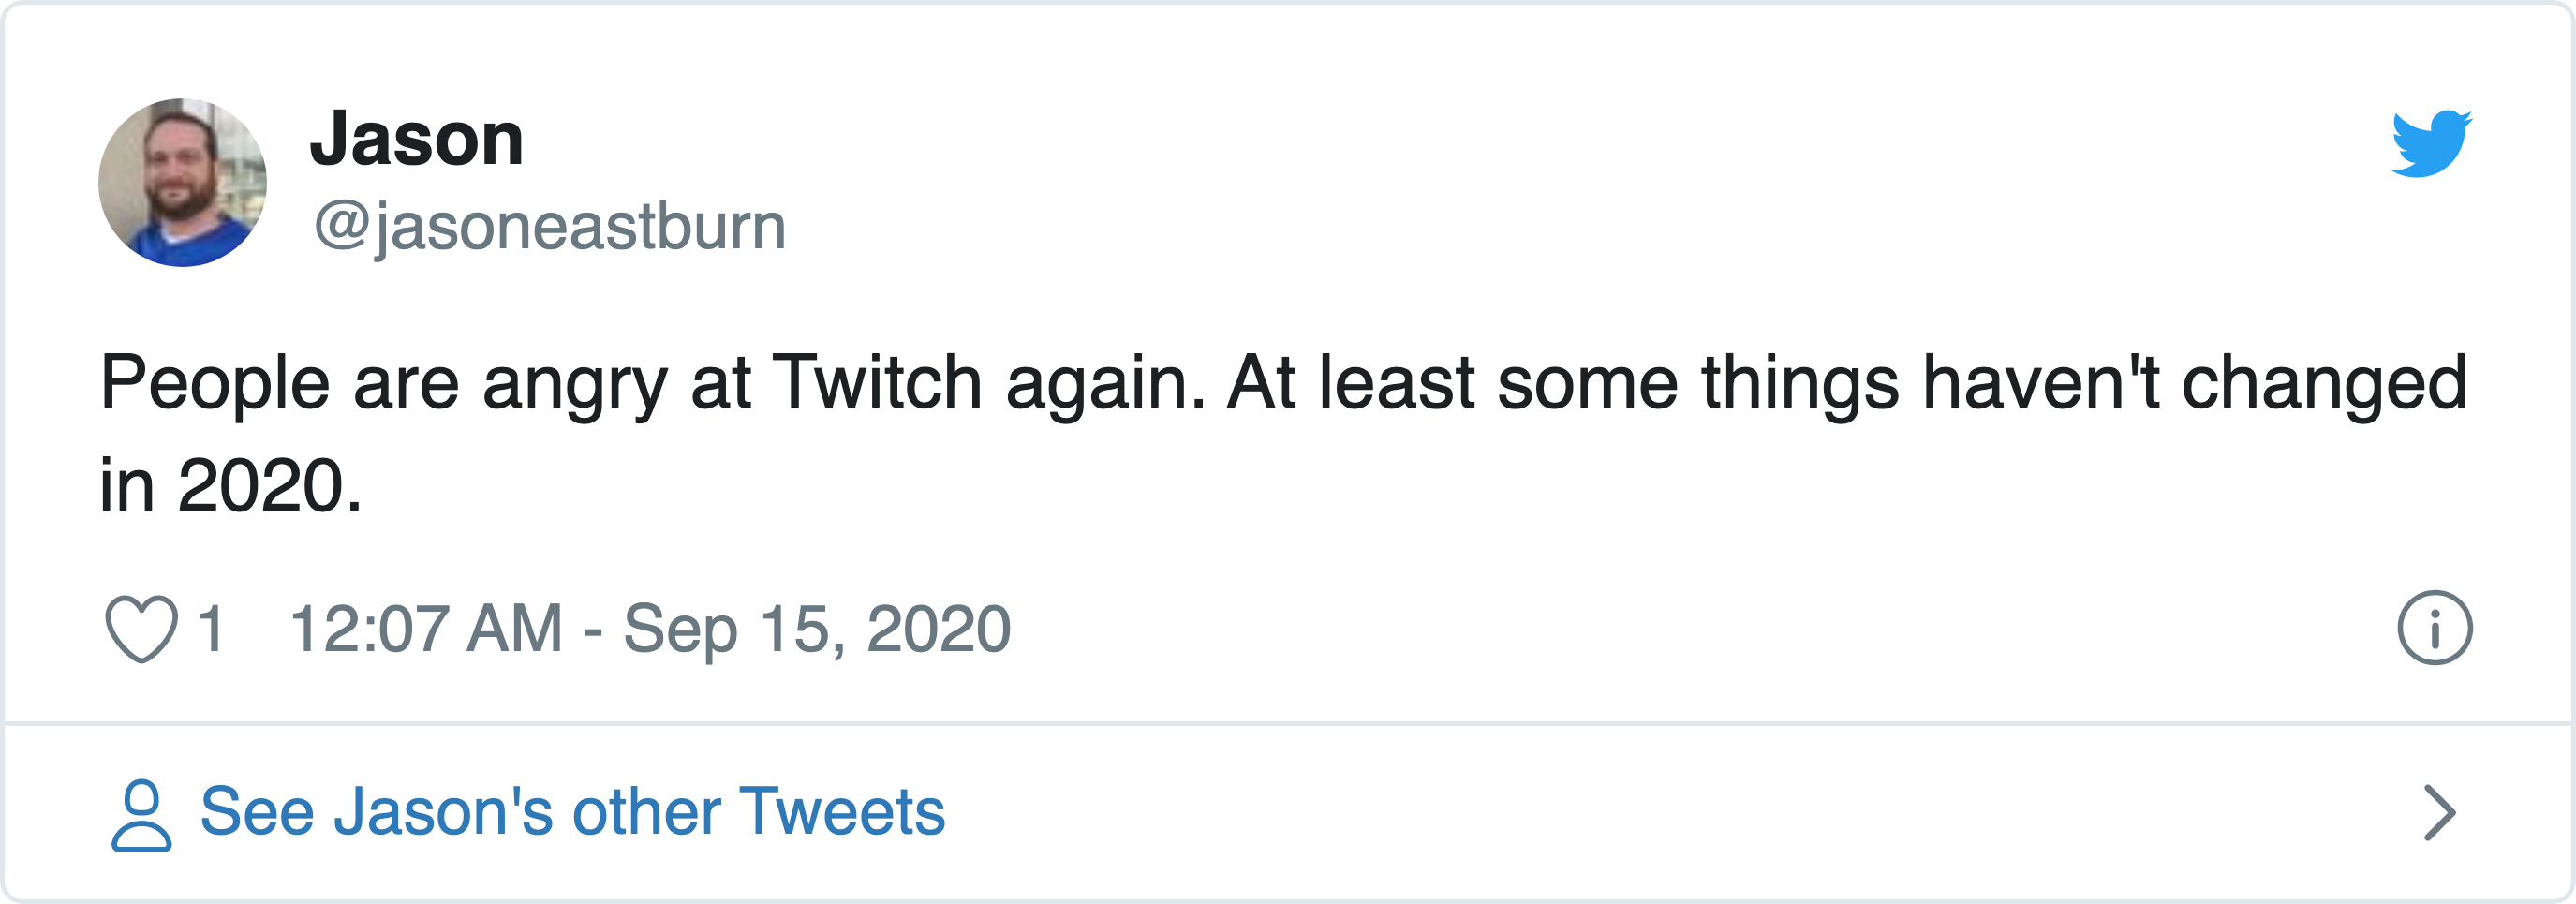 Jason
@jasoneastburn
People are angry at Twitch again. At least some things haven't changed
in 2020.
1 12:07 AM - Sep 15, 2020
See Jason's other Tweets